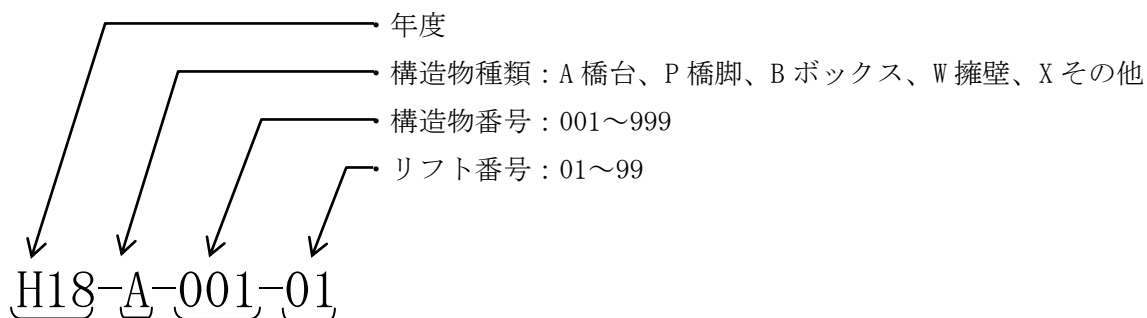 ・年度
・構造物種類：A 橋台、P 橋脚、B ボックス、W 擁壁、X その他
・構造物番号：001～999
・リフト番号：01～99
H18-A-001-01